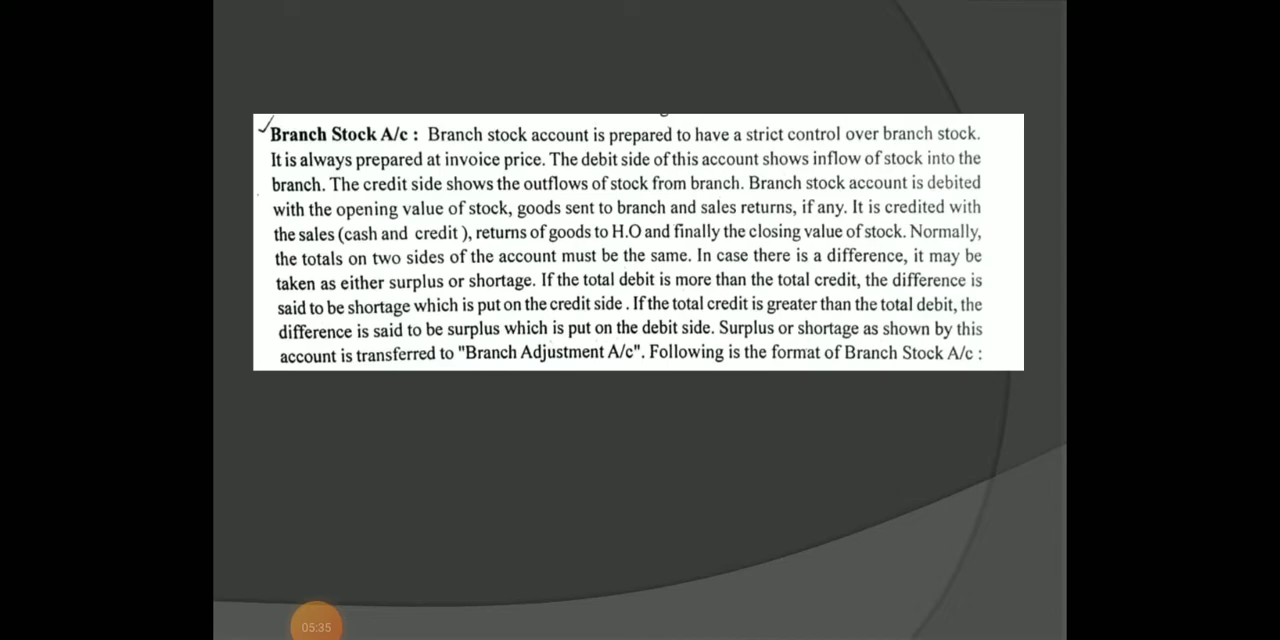 Branch Stock A/c : Branch stock account is prepared to have a strict control over branch stock.
It is always prepared at invoice price. The debit side of this account shows inflow of stock into the
branch. The credit side shows the outflows of stock from branch. Branch stock account is debited
with the opening value of stock, goods sent to branch and sales returns, if any. It is credited with
the sales (cash and credit ), returns of goods to H.O and finally the closing value of stock. Normally,
the totals on two sides of the account must be the same. In case there is a difference, it may be
taken as either surplus or shortage. If the total debit is more than the total credit, the difference is
said to be shortage which is put on the credit side . If the total credit is greater than the total debit, the
difference is said to be surplus which is put on the debit side. Surplus or shortage as shown by this
account is transferred to "Branch Adjustment A/c". Following is the format of Branch Stock A/c :
05:35